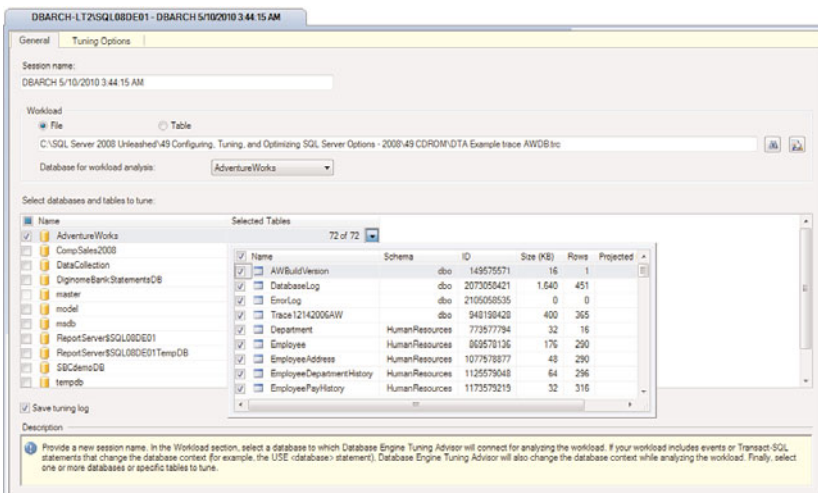 DBARCH-LT2\SQL08DE01 - DBARCH 5/10/2010 3:44:15 AM
General Tuning Options
Session name:
DBARCH 5/10/2010 3:44:15 AM
Workload
File Table
C:\SQL Server 2008 Unleashed\49 Configuring, Tuning, and Optimizing SQL Server Options - 2008\49 CDROM\DTA Example trace AWDB.trc
Database for workload analysis: AdventureWorks
Select databases and tables to tune:
Name Selected Tables
AdventureWorks 72 of 72
CompSales2008
DataCollection
DiginomeBankStatementsDB
master
model
msdb
ReportServer$SQL08DE01
ReportServer$SQL08DE01TempDB
SBCdemoDB
tempdb
Name Schema ID Size (KB) Rows Projected
AWBuildVersion dbo 149575571 16 1
DatabaseLog dbo 2073058421 1,640 451
ErrorLog dbo 2105058535 0 0
Trace12142006AW dbo 948198428 400 365
Department HumanResources 773577794 32 16
Employee HumanResources 869578136 176 290
EmployeeAddress HumanResources 1077578877 48 290
EmployeeDepartmentHistory HumanResources 1125579048 64 296
EmployeePayHistory HumanResources 1173579219 32 316
Save tuning log
Description
Provide a new session name. In the Workload section, select a database to which Database Engine Tuning Advisor will connect for analyzing the workload. If your workload includes events or Transact-SQL
statements that change the database context (for example, the USE <database> statement), Database Engine Tuning Advisor will also change the database context while analyzing the workload. Finally, select
one or more databases or specific tables to tune.